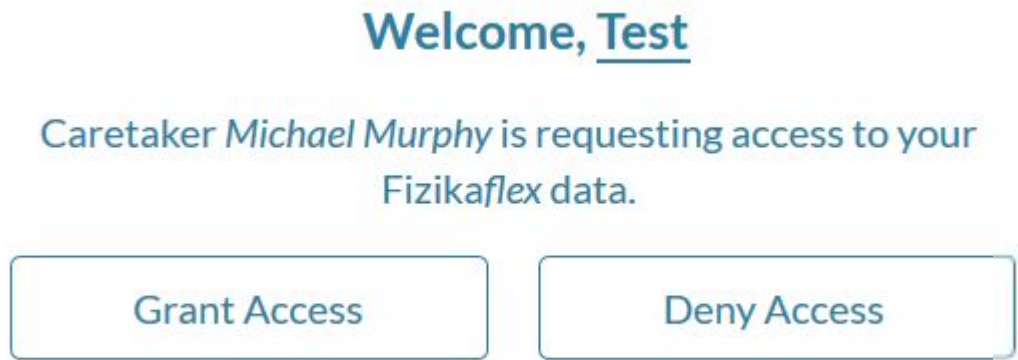 Welcome, Test
Caretaker Michael Murphy is requesting access to your
Fizikaflex data.
Grant Access
Deny Access